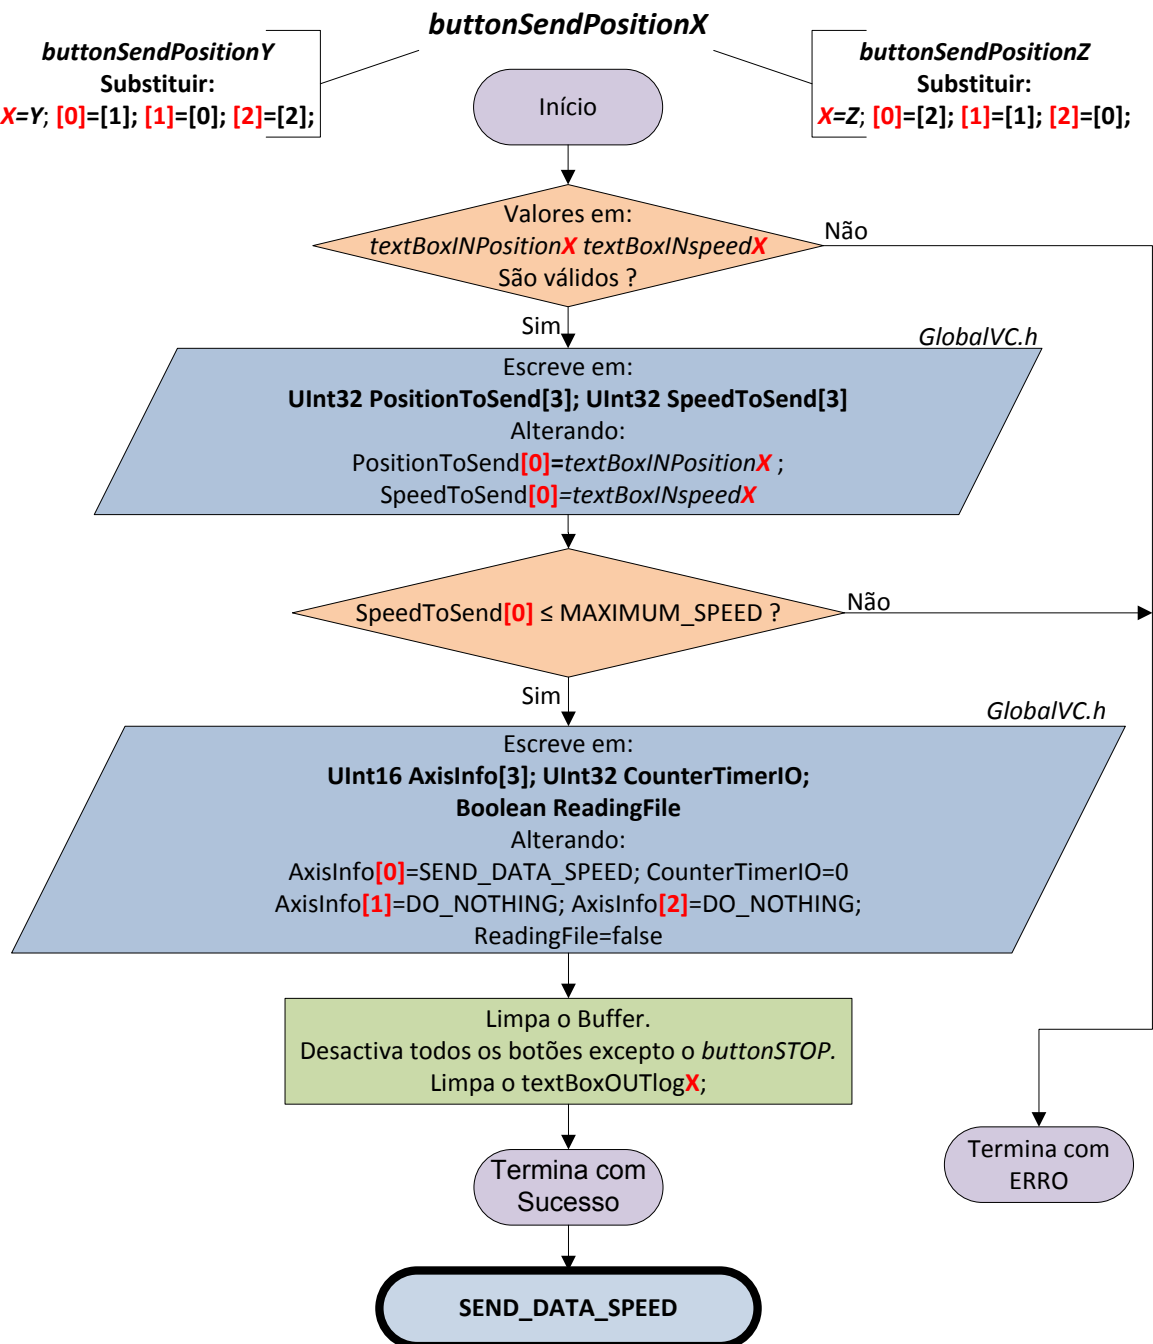 buttonSendPositionX
buttonSendPositionY
Substituir:
X=Y; [0]=[1]; [1]=[0]; [2]=[2];
buttonSendPositionZ
Substituir:
X=Z; [0]=[2]; [1]=[1]; [2]=[0];
Início
Valores em:
textBoxINPositionX textBoxINspeedX
São válidos ?
Não
Sim
GlobalVC.h
Escreve em:
UInt32 PositionToSend[3]; UInt32 SpeedToSend[3]
Alterando:
PositionToSend[0]=textBoxINPositionX ;
SpeedToSend[0]=textBoxINspeedX
SpeedToSend[0] ≤ MAXIMUM_SPEED ?
Não
Sim
GlobalVC.h
Escreve em:
UInt16 AxisInfo[3]; UInt32 CounterTimerIO;
Boolean ReadingFile
Alterando:
AxisInfo[0]=SEND_DATA_SPEED; CounterTimerIO=0
AxisInfo[1]=DO_NOTHING; AxisInfo[2]=DO_NOTHING;
ReadingFile=false
Limpa o Buffer.
Desactiva todos os botões excepto o buttonSTOP.
Limpa o textBoxOUTlogX;
Termina com
Sucesso
Termina com
ERRO
SEND_DATA_SPEED